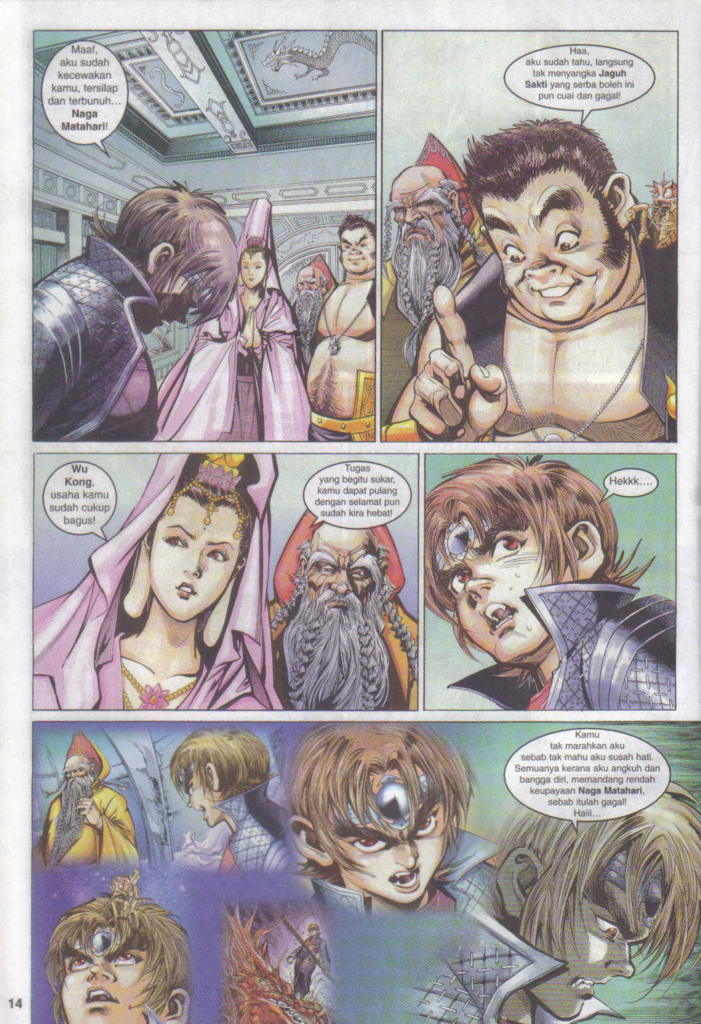 Maaf,
aku sudah
kecewakan
kamu, tersilap
dan terbunuh...
Naga
Matahari!
Haa,
aku sudah tahu, langsung
tak menyangka Jaguh
Sakti yang serba boleh ini
pun cuai dan gagal!
Wu
Kong,
usaha kamu
sudah cukup
bagus!
Tugas
yang begitu sukar,
kamu dapat pulang
dengan selamat pun
sudah kira hebat!
Hekkk....
Kamu
tak marahkan aku
sebab tak mahu aku susah hati.
Semuanya kerana aku angkuh dan
bangga diri, memandang rendah
keupayaan Naga Matahari,
sebab itulah gagal!
Haiii...
14